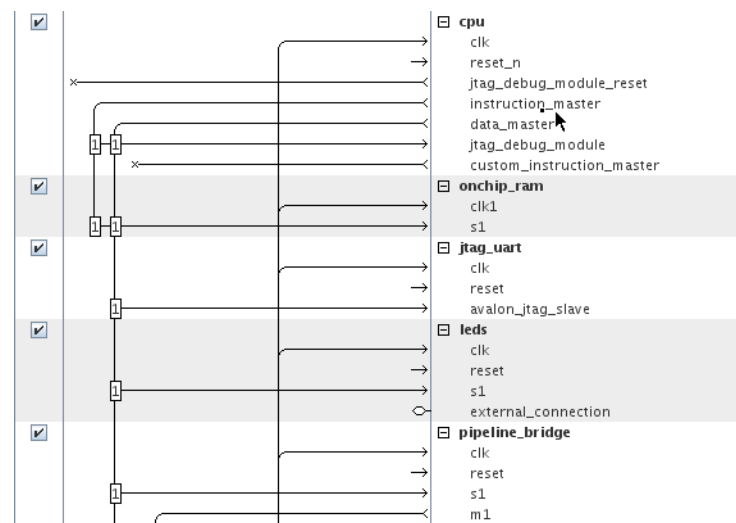 cpu
clk
reset_n
jtag_debug_module_reset
instruction_master
data_master
1 1 jtag_debug_module
custom_instruction_master
onchip_ram
clk1
1 1 s1
jtag_uart
clk
reset
1 avalon_jtag_slave
leds
clk
reset
1 s1
external_connection
pipeline_bridge
clk
reset
1 s1
m1